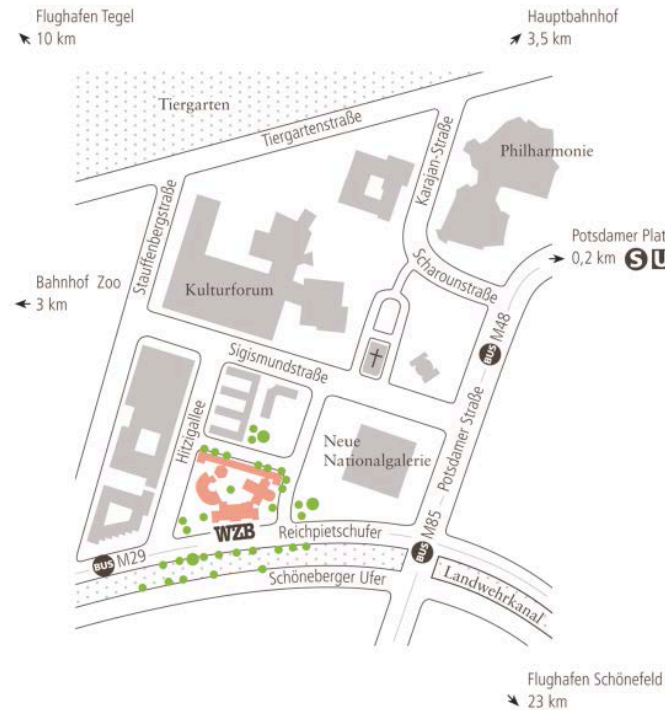 Flughafen Tegel
10 km
Hauptbahnhof
3,5 km
Tiergarten
Tiergartenstraße
Karajan-Straße
Philharmonie
Stauffenbergstraße
Potsdamer Plat
0,2 km S U
Scharounstraße
Bahnhof Zoo
3 km
Kulturforum
BUS M48
Sigismundstraße
Potsdamer Straße
Hitzigallee
Neue
Nationalgalerie
WZB
Reichpietschufer
BUS M85
BUS M29
Schöneberger Ufer
Landwehrkanal
Flughafen Schönefeld
23 km